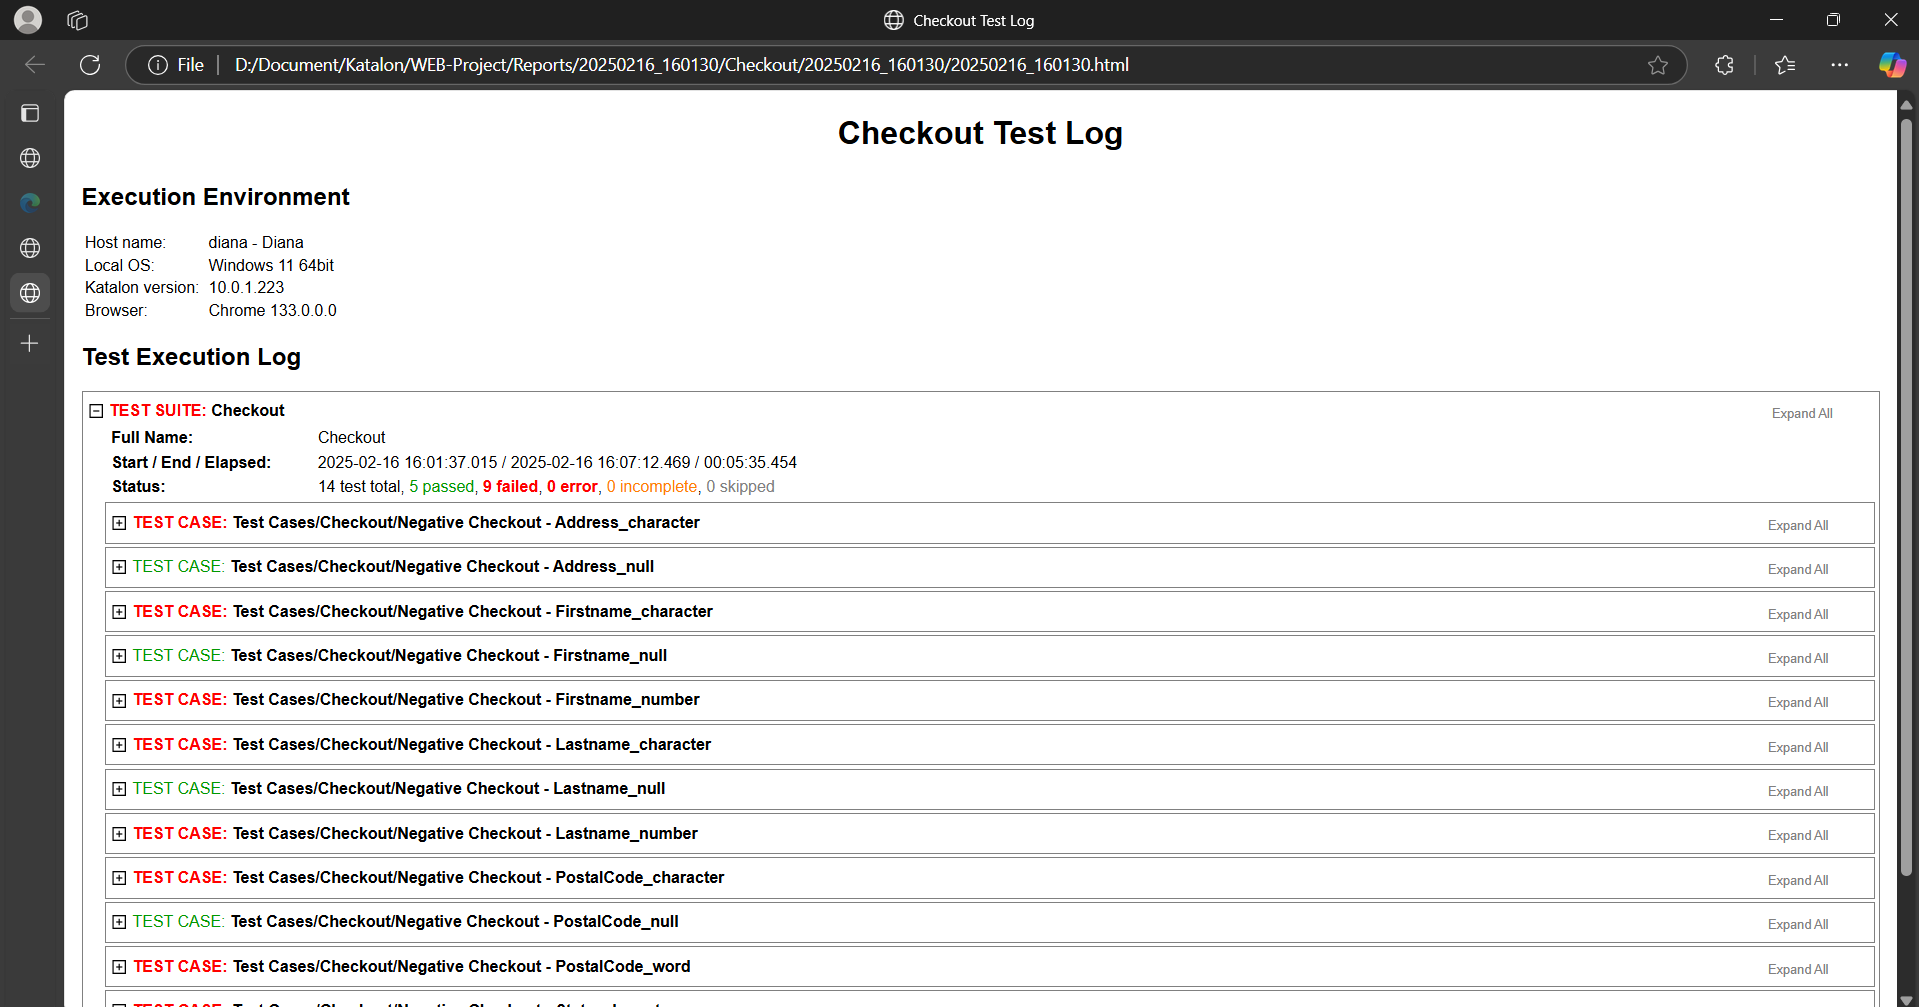 Checkout Test Log
File
D:/Document/Katalon/WEB-Project/Reports/20250216_160130/Checkout/20250216_160130/20250216_160130.html
Checkout Test Log
Execution Environment
Host name: diana - Diana
Local OS: Windows 11 64bit
Katalon version: 10.0.1.223
Browser: Chrome 133.0.0.0
Test Execution Log
TEST SUITE: Checkout Expand All
Full Name: Checkout
Start / End / Elapsed: 2025-02-16 16:01:37.015 / 2025-02-16 16:07:12.469 / 00:05:35.454
Status: 14 test total, 5 passed, 9 failed, 0 error, 0 incomplete, 0 skipped
TEST CASE: Test Cases/Checkout/Negative Checkout - Address_character Expand All
TEST CASE: Test Cases/Checkout/Negative Checkout - Address_null Expand All
TEST CASE: Test Cases/Checkout/Negative Checkout - Firstname_character Expand All
TEST CASE: Test Cases/Checkout/Negative Checkout - Firstname_null Expand All
TEST CASE: Test Cases/Checkout/Negative Checkout - Firstname_number Expand All
TEST CASE: Test Cases/Checkout/Negative Checkout - Lastname_character Expand All
TEST CASE: Test Cases/Checkout/Negative Checkout - Lastname_null Expand All
TEST CASE: Test Cases/Checkout/Negative Checkout - Lastname_number Expand All
TEST CASE: Test Cases/Checkout/Negative Checkout - PostalCode_character Expand All
TEST CASE: Test Cases/Checkout/Negative Checkout - PostalCode_null Expand All
TEST CASE: Test Cases/Checkout/Negative Checkout - PostalCode_word Expand All